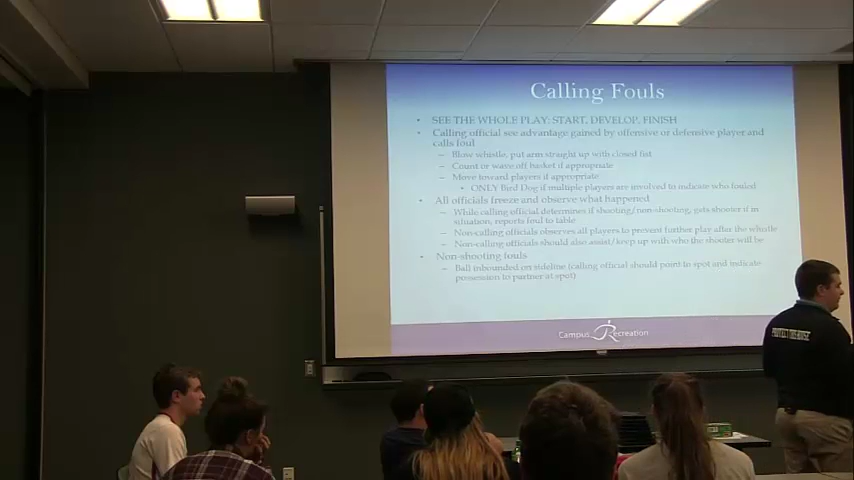 Calling Fouls
• SEE THE WHOLE PLAY: START, DEVELOP, FINISH
• Calling official see advantage gained by offensive or defensive player and
calls foul
– Blow whistle, put arm straight up with closed fist
– Count or wave off basket if appropriate
– Move toward players if appropriate
• ONLY Bird Dog if multiple players are involved to indicate who fouled
• All officials freeze and observe what happened
– While calling official determines if shooting/non-shooting, gets shooter if in
situation, reports foul to table
– Non-calling officials observes all players to prevent further play after the whistle
– Non-calling officials should also assist/keep up with who the shooter will be
• Non-shooting fouls
– Ball inbounded on sideline (calling official should point to spot and indicate
possession to partner at spot)
Campus Recreation
PROTECT THIS HOUSE